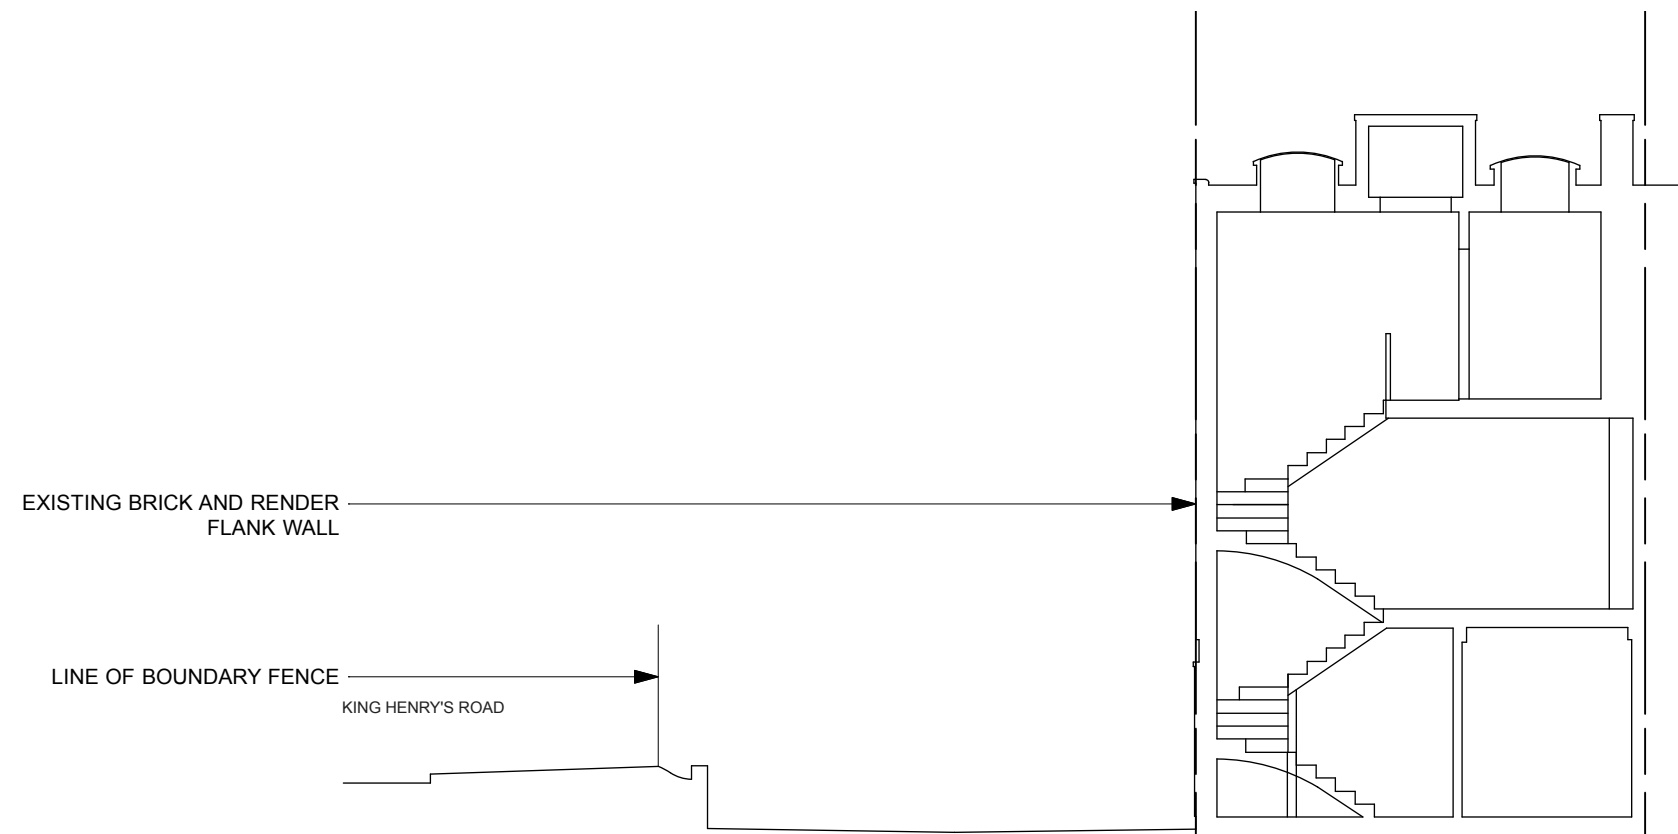 EXISTING BRICK AND RENDER
FLANK WALL
LINE OF BOUNDARY FENCE
KING HENRY'S ROAD